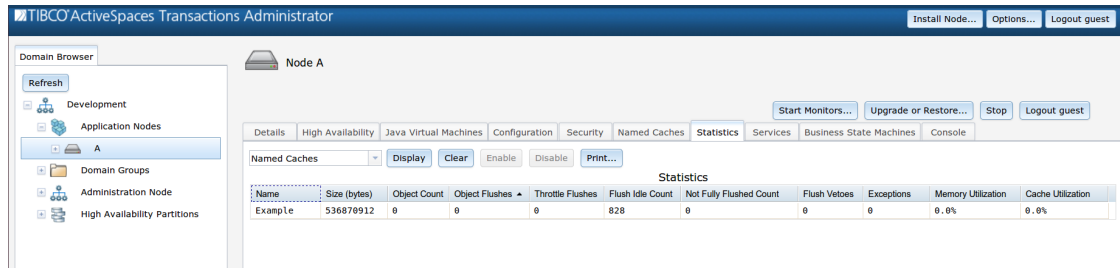 TIBCO ActiveSpaces Transactions Administrator
Install Node... Options... Logout guest
Domain Browser
Node A
Refresh
Development
Start Monitors... Upgrade or Restore... Stop Logout guest
Application Nodes
Details High Availability Java Virtual Machines Configuration Security Named Caches Statistics Services Business State Machines Console
A
Named Caches Display Clear Enable Disable Print...
Domain Groups
Statistics
Administration Node
Name Size (bytes) Object Count Object Flushes Throttle Flushes Flush Idle Count Not Fully Flushed Count Flush Vetoes Exceptions Memory Utilization Cache Utilization
High Availability Partitions
Example 536870912 0 0 0 828 0 0 0 0.0% 0.0%